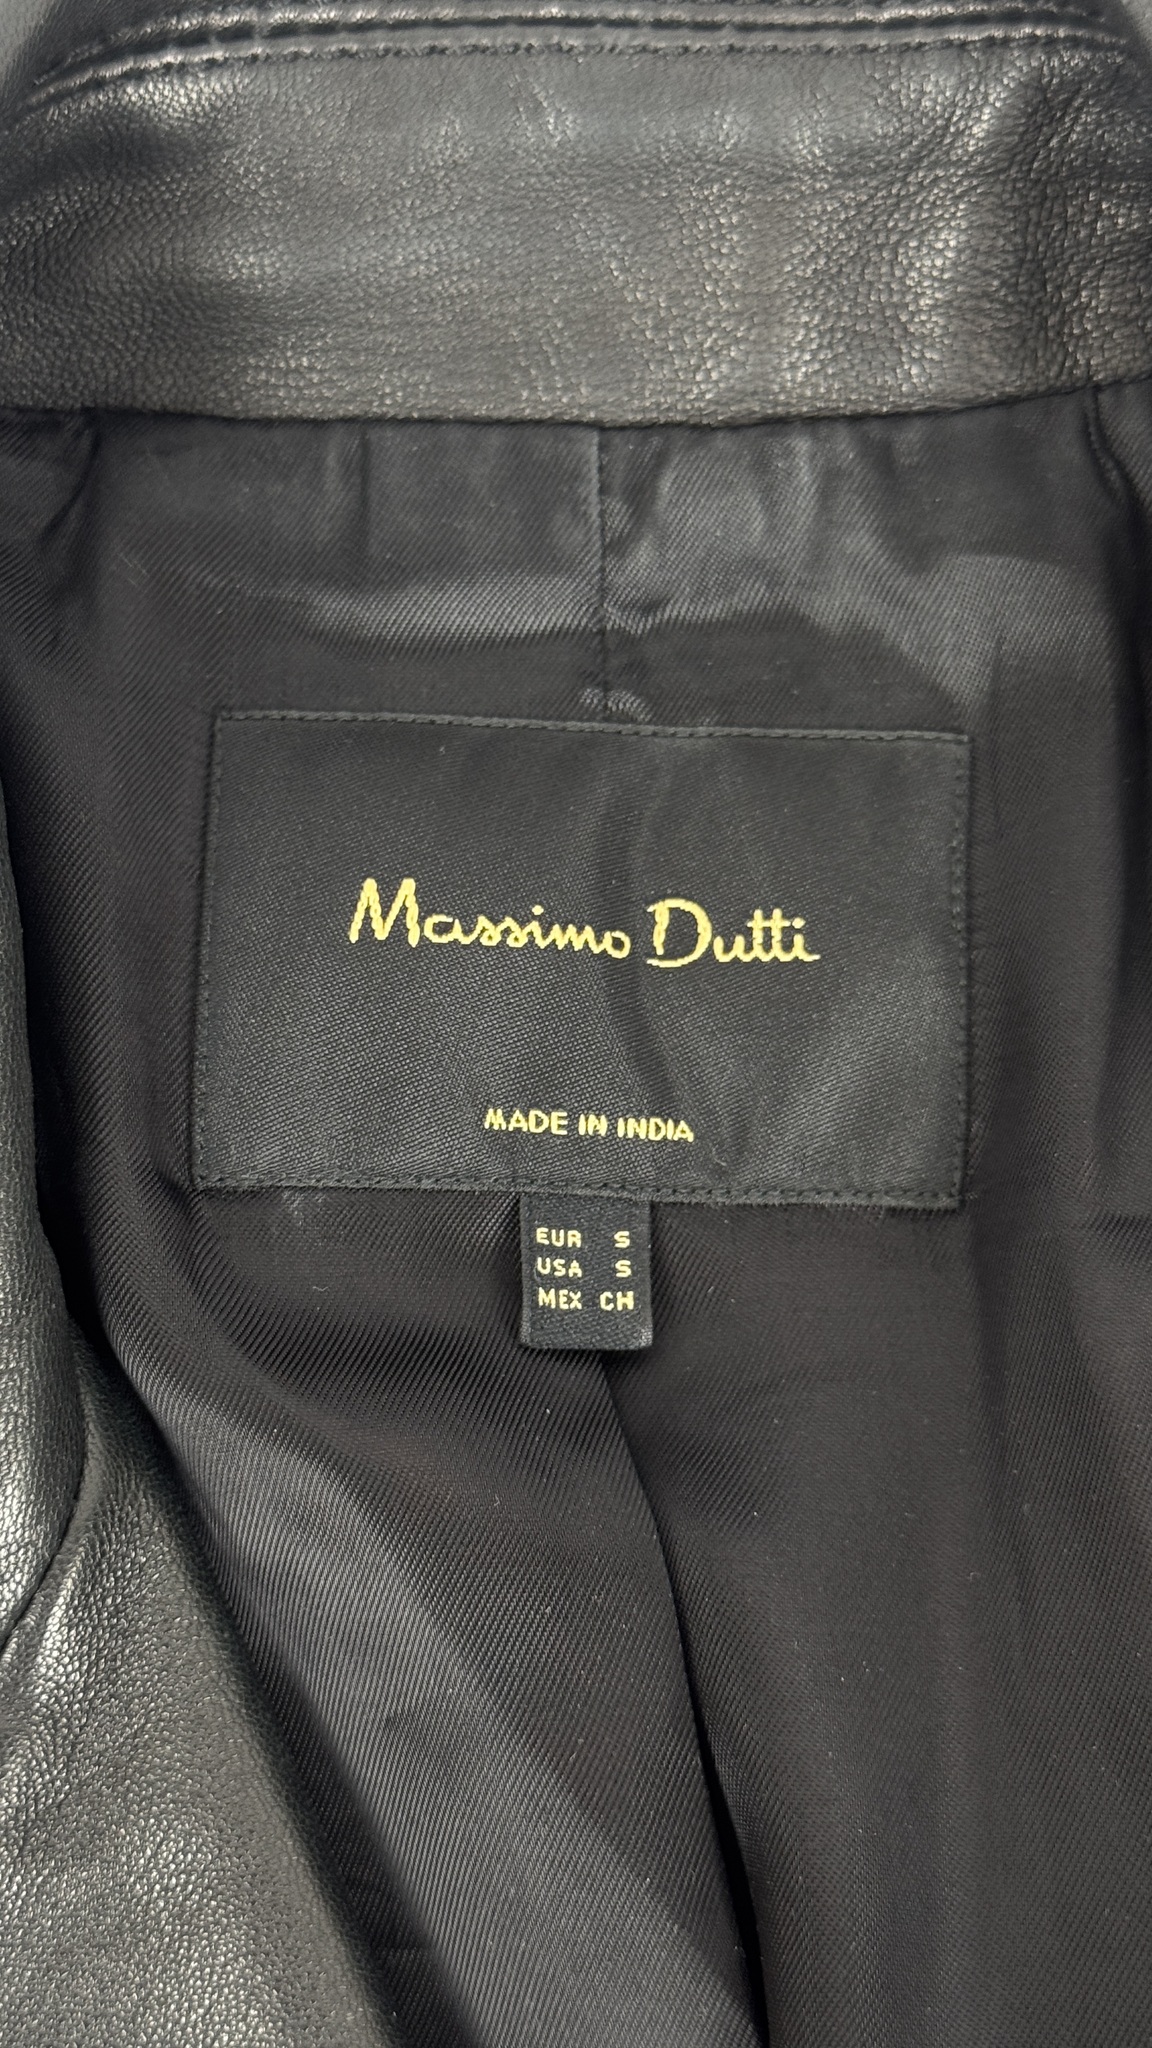 Massimo Dutti
MADE IN INDIA
EUR S
USA S
MEX CH